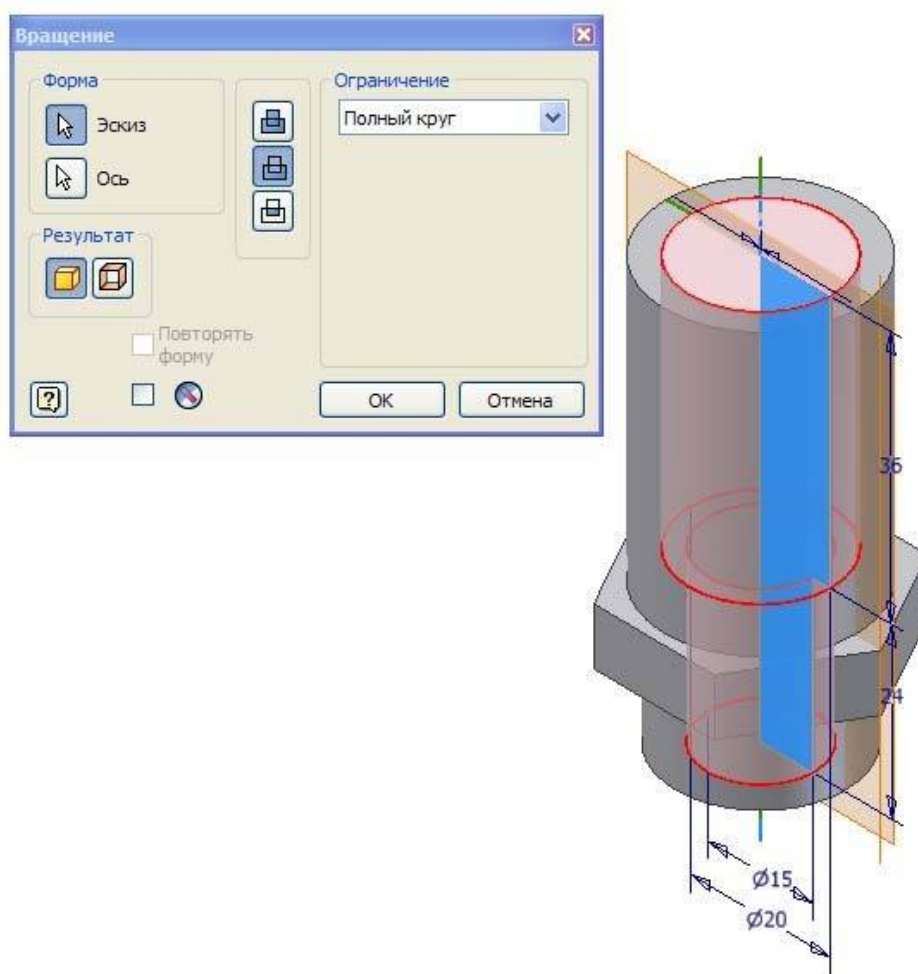 Вращение
Форма
Эскиз
Ось
Результат
Повторять
форму
Ограничение
Полный круг
?
OK
Отмена
36
24
Ø15
Ø20